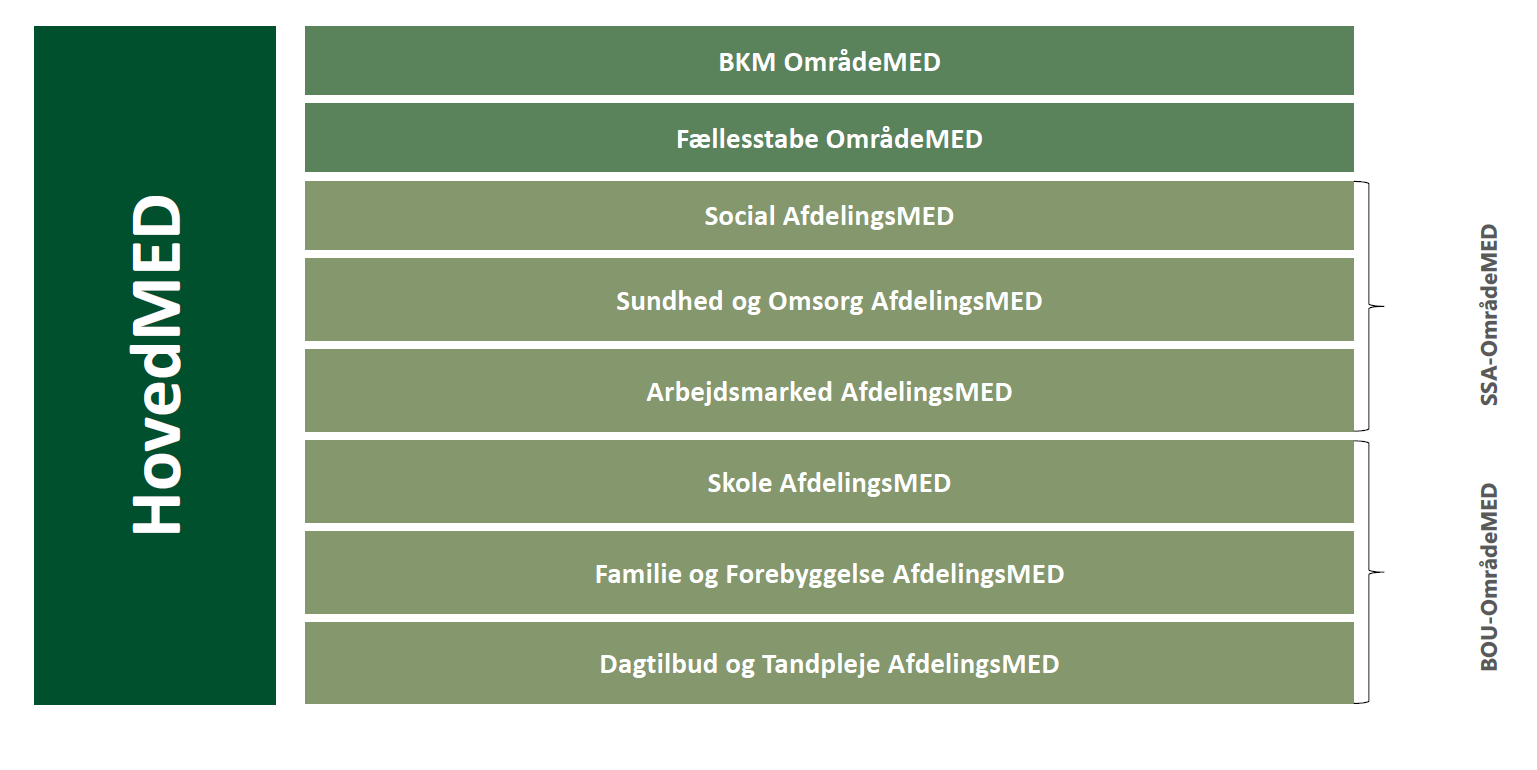 HovedMED
BKM OmrådeMED
Fællesstabe OmrådeMED
Social AfdelingsMED
Sundhed og Omsorg AfdelingsMED
Arbejdsmarked AfdelingsMED
Skole AfdelingsMED
Familie og Forebyggelse AfdelingsMED
Dagtilbud og Tandpleje AfdelingsMED
SSA-OmrådeMED
BOU-OmrådeMED